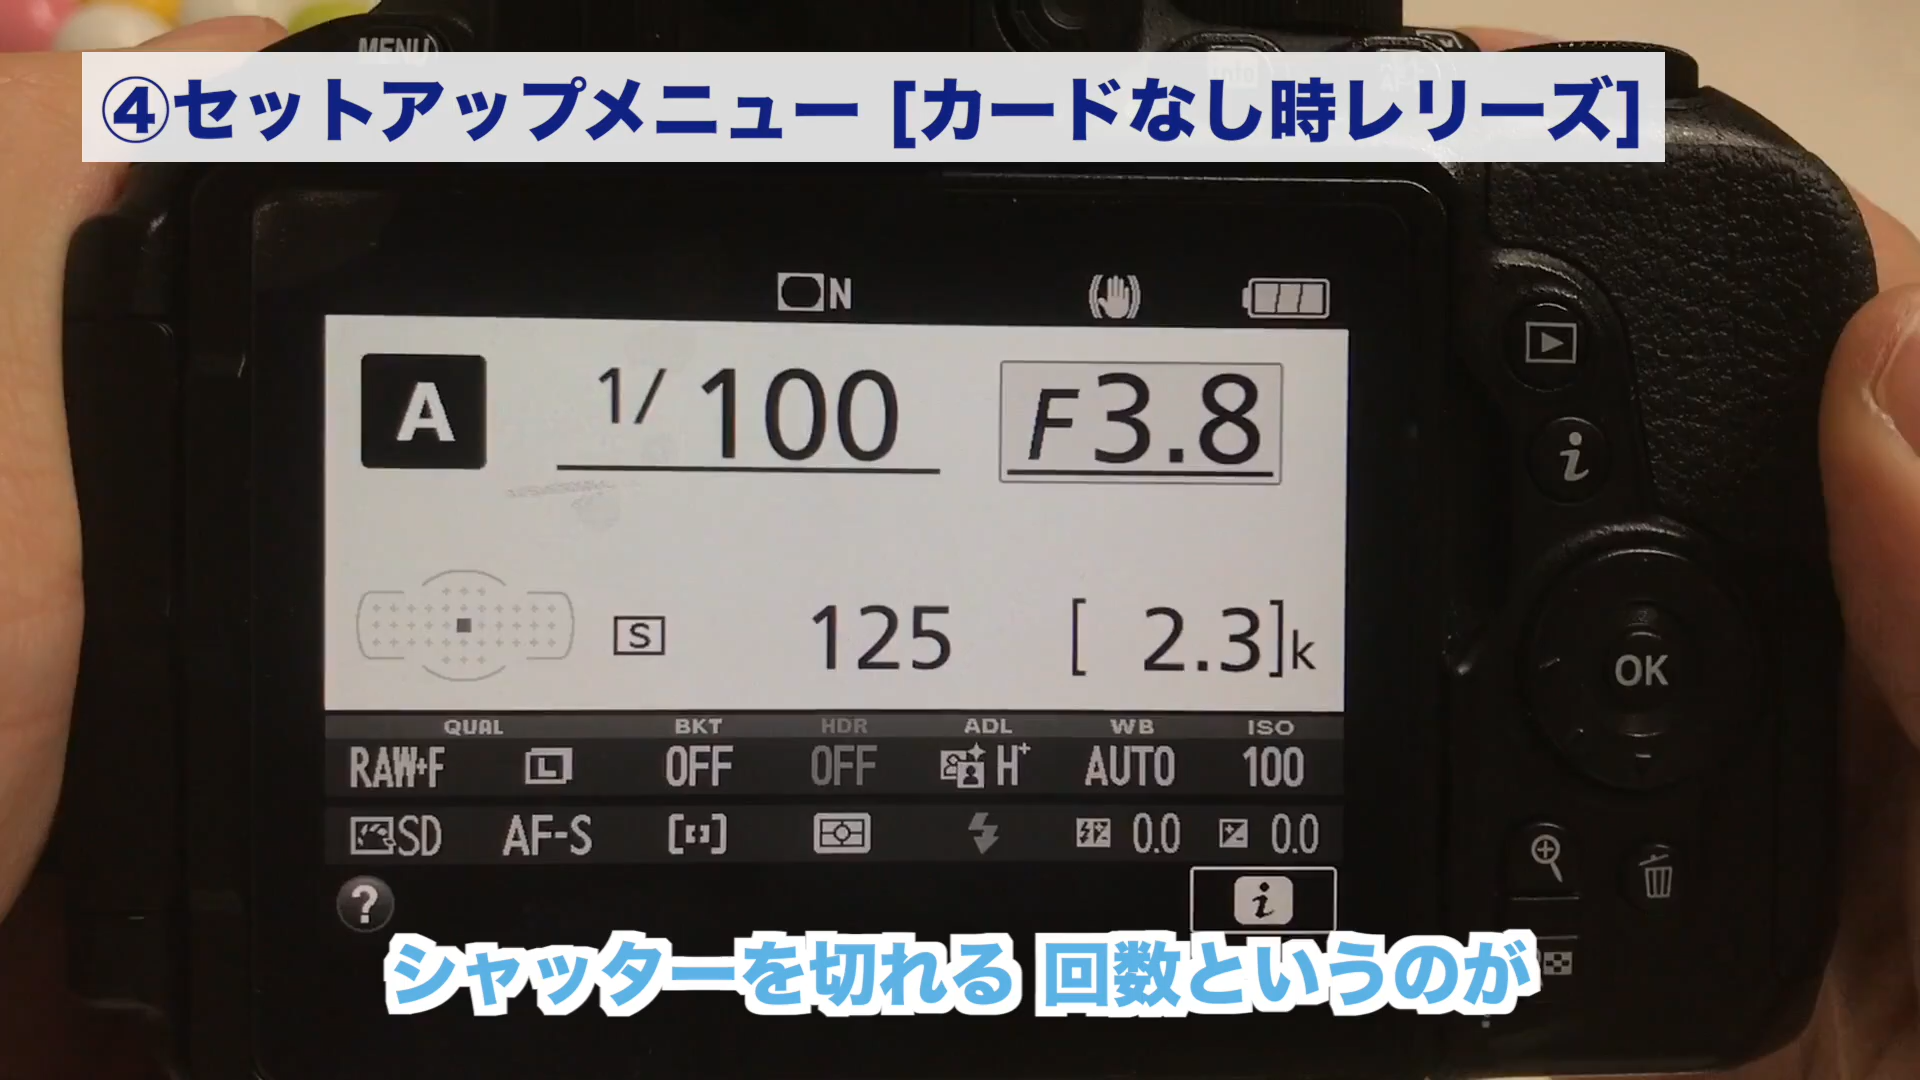 MENU
④セットアップメニュー [カードなし時レリーズ]
N
A 1/100 F3.8
S 125 [2.3]k
QUAL BKT HDR ADL WB ISO
RAW+F L OFF OFF H+ AUTO 100
SD AF-S [ ] 0.0 0.0
? i
i
OK
シャッターを切れる 回数というのが